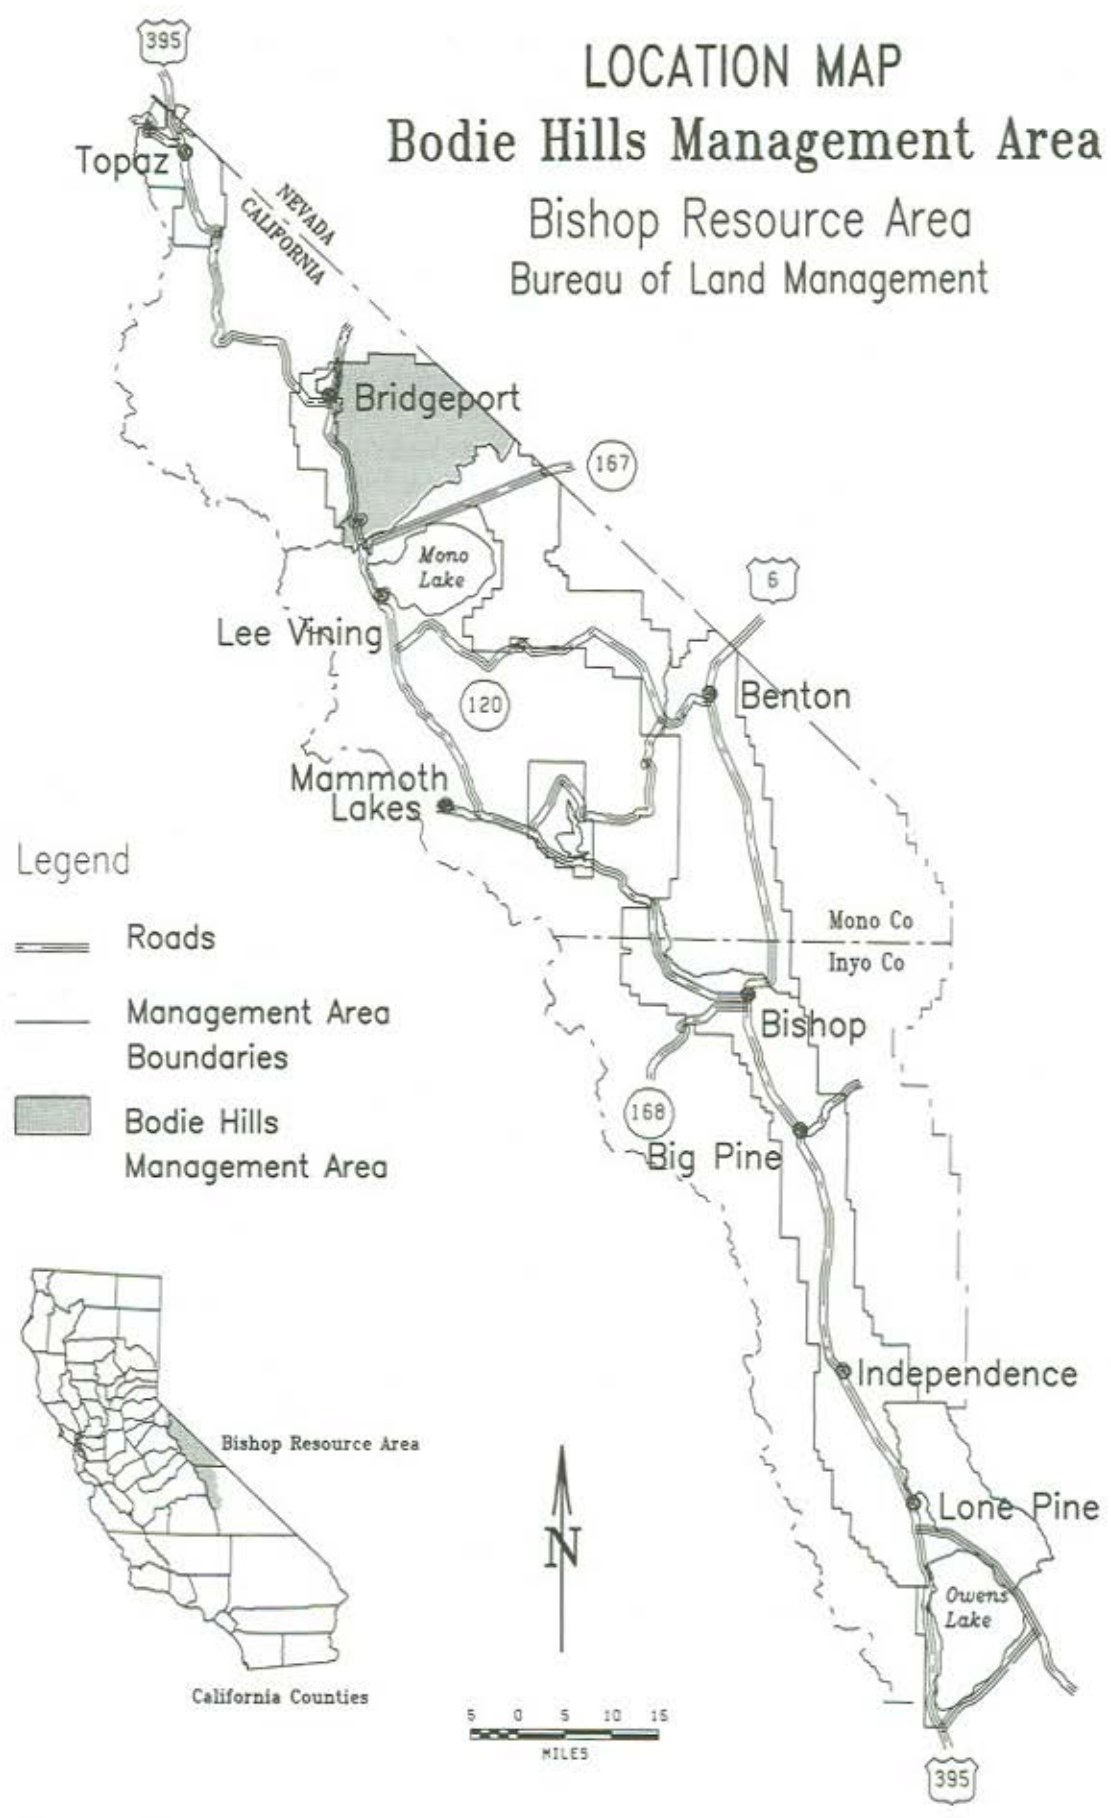 395
LOCATION MAP
Bodie Hills Management Area
Topaz
NEVADA
CALIFORNIA
Bishop Resource Area
Bureau of Land Management
Bridgeport
167
Mono
Lake
6
Lee Vining
120
Benton
Mammoth
Lakes
Legend
Roads
Mono Co
Inyo Co
Management Area
Boundaries
Bishop
Bodie Hills
Management Area
168
Big Pine
Independence
Bishop Resource Area
Lone Pine
N
Owens
Lake
California Counties
5 0 5 10 15
MILES
395